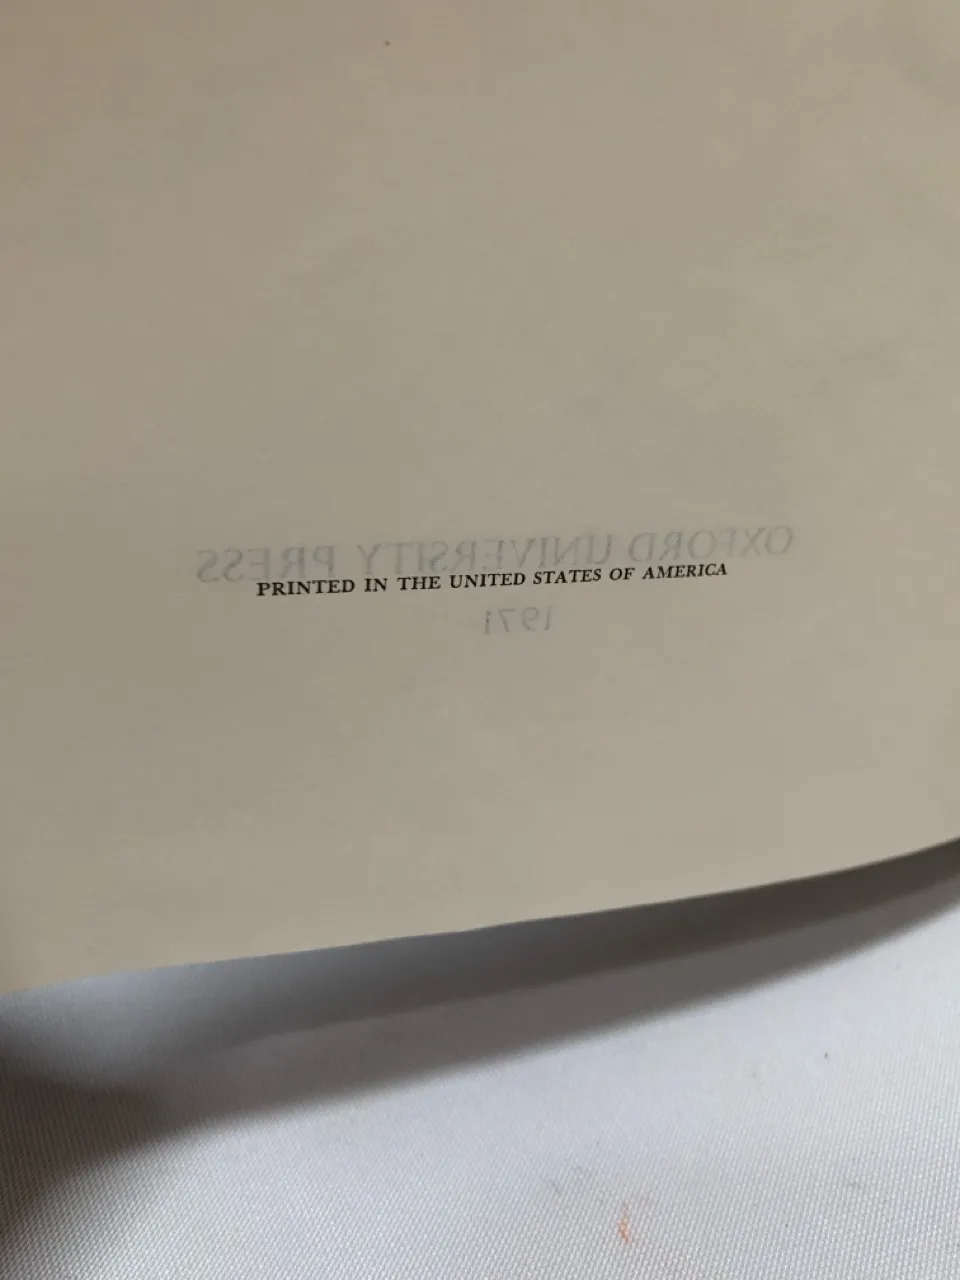 OXFORD UNIVERSITY PRESS
PRINTED IN THE UNITED STATES OF AMERICA
1971